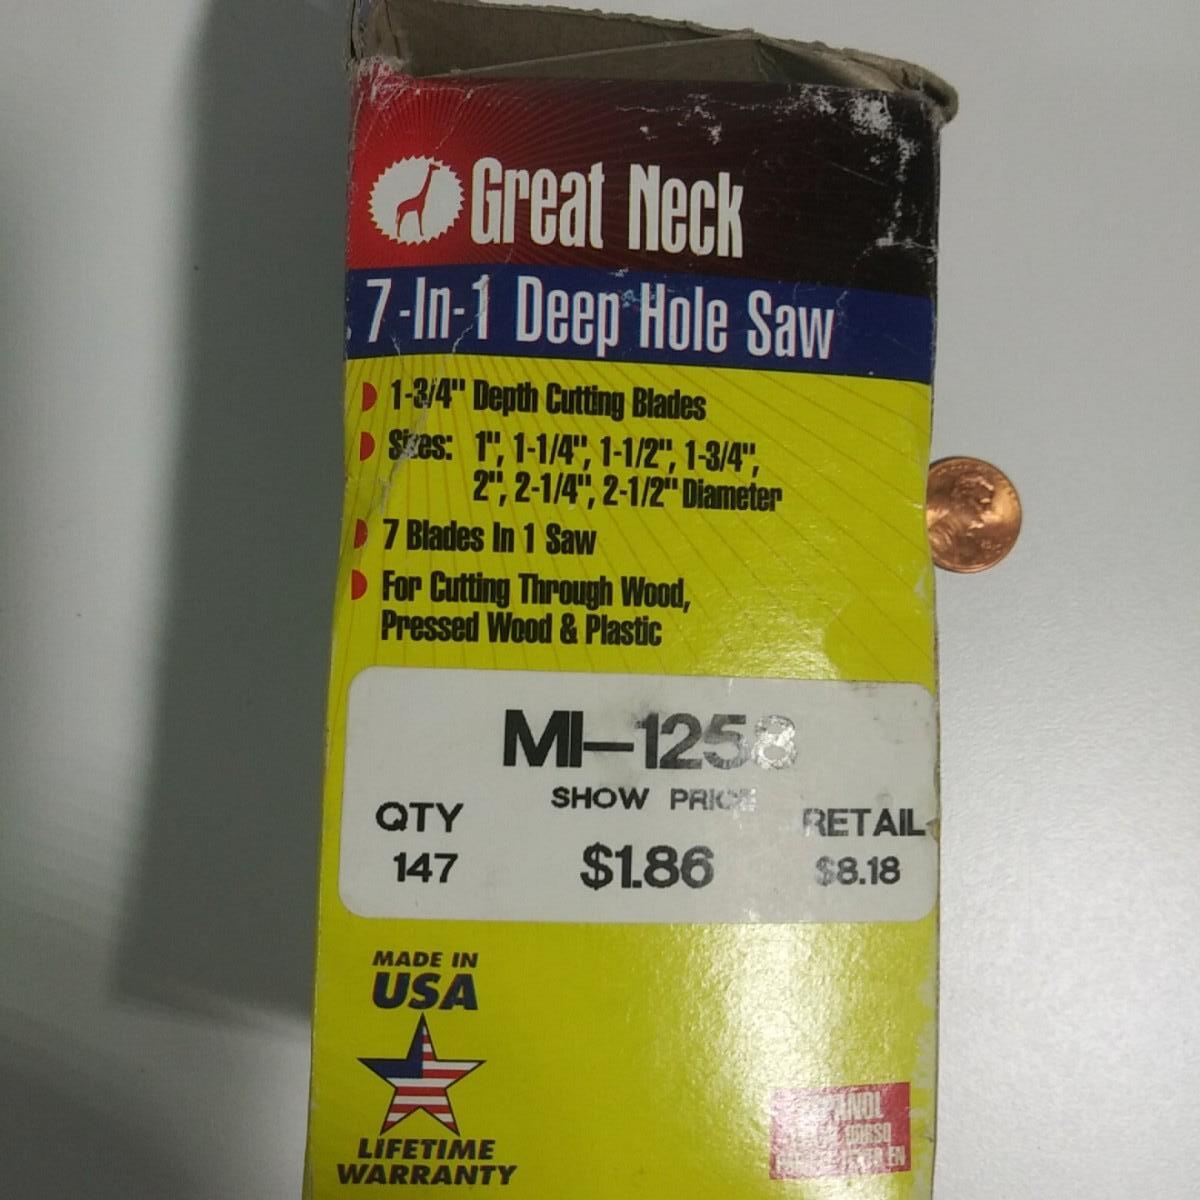 Great Neck
7-In-1 Deep Hole Saw
1-3/4" Depth Cutting Blades
Sizes: 1", 1-1/4", 1-1/2", 1-3/4",
2", 2-1/4", 2-1/2" Diameter
7 Blades In 1 Saw
For Cutting Through Wood,
Pressed Wood & Plastic
MI-1258
SHOW PRICE
QTY
RETAIL
147
$1.86
$8.18
MADE IN
USA
LIFETIME
WARRANTY